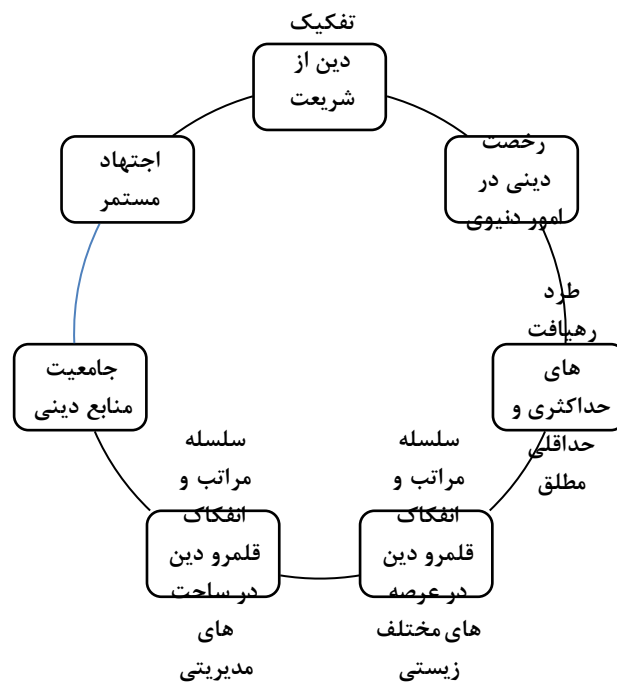 تفکیک
دین از
شریعت
رخصت
دینی در
امور دنیوی
طرد
رهیافت
های
حداکثری و
حداقلی
مطلق
سلسله
مراتب و
انفکاک
قلمرو دین
در عرصه
های مختلف
زیستی
سلسله
مراتب و
انفکاک
قلمرو دین
در ساحت
های
مدیریتی
جامعیت
منابع دینی
اجتهاد
مستمر